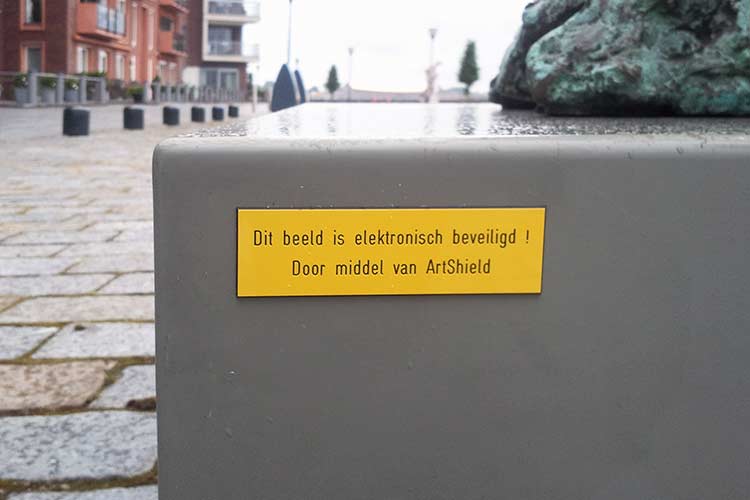 Dit beeld is elektronisch beveiligd !
Door middel van ArtShield